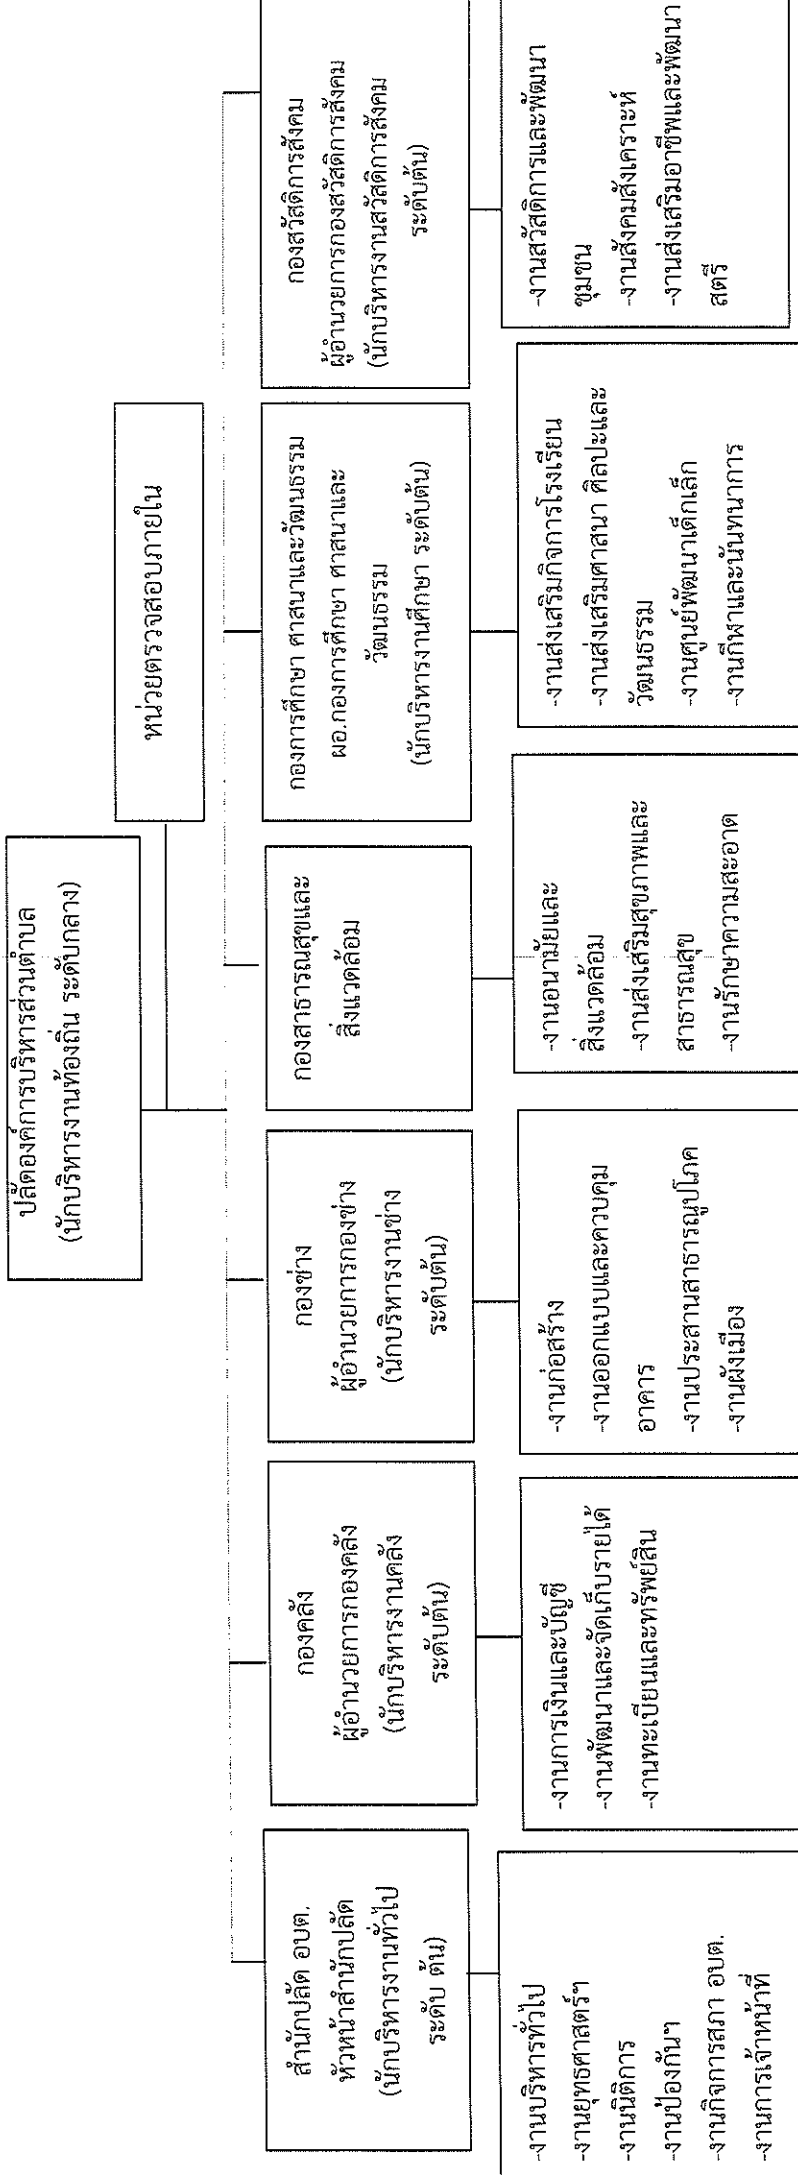 ปลัดองค์การบริหารส่วนตำบล
(นักบริหารงานท้องถิ่น ระดับกลาง)
หน่วยตรวจสอบภายใน
สำนักปลัด อบต.
หัวหน้าสำนักปลัด
(นักบริหารงานทั่วไป
ระดับ ต้น)
กองคลัง
ผู้อำนวยการกองคลัง
(นักบริหารงานคลัง
ระดับต้น)
กองช่าง
ผู้อำนวยการกองช่าง
(นักบริหารงานช่าง
ระดับต้น)
กองสาธารณสุขและ
สิ่งแวดล้อม
กองการศึกษา ศาสนาและวัฒนธรรม
ผอ.กองการศึกษา ศาสนาและ
วัฒนธรรม
(นักบริหารงานศึกษา ระดับต้น)
กองสวัสดิการสังคม
ผู้อำนวยการกองสวัสดิการสังคม
(นักบริหารงานสวัสดิการสังคม
ระดับต้น)
-งานบริหารทั่วไป
-งานยุทธศาสตร์ฯ
-งานนิติการ
-งานป้องกันฯ
-งานกิจการสภา อบต.
-งานการเจ้าหน้าที่
-งานการเงินและบัญชี
-งานพัฒนาและจัดเก็บรายได้
-งานทะเบียนและทรัพย์สิน
-งานก่อสร้าง
-งานออกแบบและควบคุม
อาคาร
-งานประสานสาธารณูปโภค
-งานผังเมือง
-งานอนามัยและ
สิ่งแวดล้อม
-งานส่งเสริมสุขภาพและ
สาธารณสุข
-งานรักษาความสะอาด
-งานส่งเสริมกิจการโรงเรียน
-งานส่งเสริมศาสนา ศิลปะและ
วัฒนธรรม
-งานศูนย์พัฒนาเด็กเล็ก
-งานกีฬาและนันทนาการ
-งานสวัสดิการและพัฒนา
ชุมชน
-งานสังคมสังเคราะห์
-งานส่งเสริมอาชีพและพัฒนา
สตรี